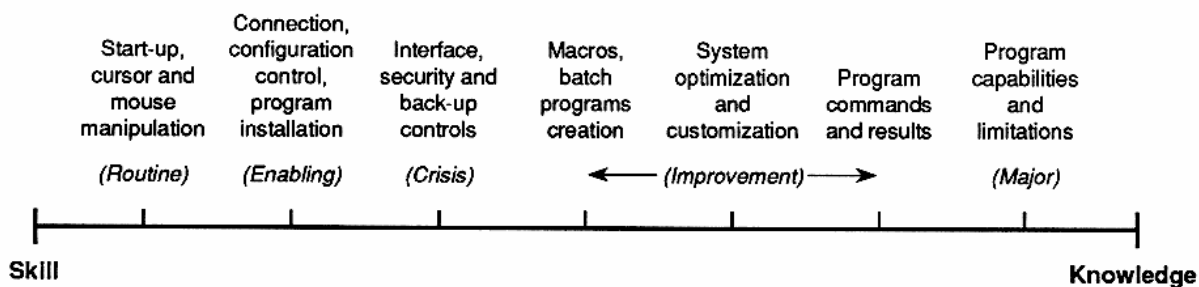 Start-up,
cursor and
mouse
manipulation
(Routine)
Connection,
configuration
control,
program
installation
(Enabling)
Interface,
security and
back-up
controls
(Crisis)
Macros,
batch
programs
creation
System
optimization
and
customization
(Improvement)
Program
commands
and results
Program
capabilities
and
limitations
(Major)
Skill
Knowledge